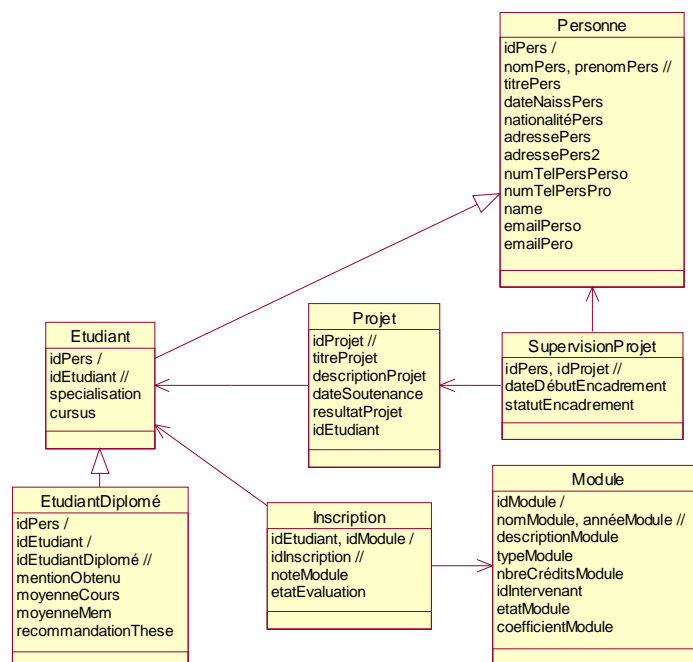 Personne
idPers /
nomPers, prenomPers //
titrePers
dateNaissPers
nationalitéPers
adressePers
adressePers2
numTelPersPerso
numTelPersPro
name
emailPerso
emailPero
Etudiant
idPers /
idEtudiant //
specialisation
cursus
Projet
idProjet //
titreProjet
descriptionProjet
dateSoutenance
resultatProjet
idEtudiant
SupervisionProjet
idPers, idProjet //
dateDébutEncadrement
statutEncadrement
EtudiantDiplomé
idPers /
idEtudiant /
idEtudiantDiplomé //
mentionObtenu
moyenneCours
moyenneMem
recommandationThese
Inscription
idEtudiant, idModule /
idInscription //
noteModule
etatEvaluation
Module
idModule /
nomModule, annéeModule //
descriptionModule
typeModule
nbreCréditsModule
idIntervenant
etatModule
coefficientModule